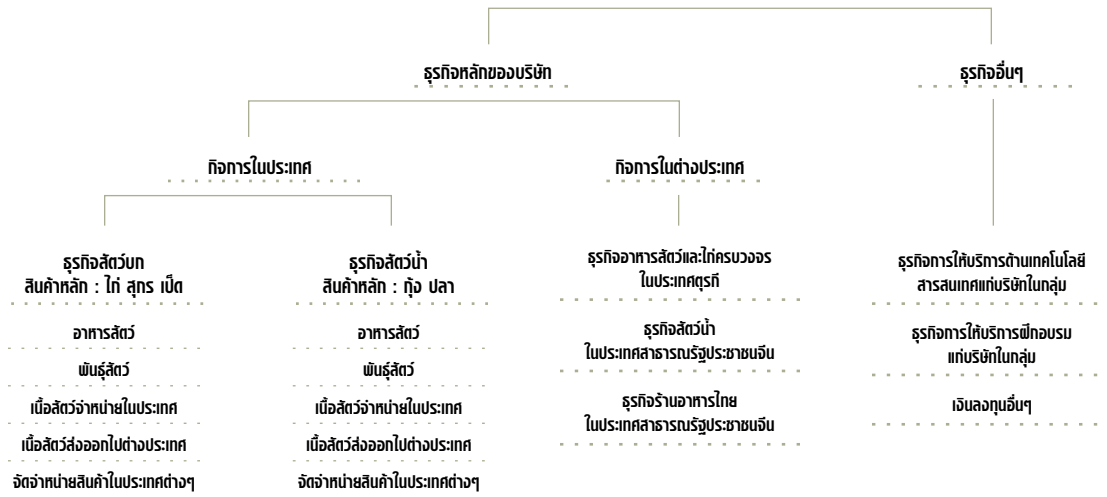 ธุรกิจหลักของบริษัท
ธุรกิจอื่นๆ
กิจการในประเทศ
กิจการในต่างประเทศ
ธุรกิจสัตว์บก
สินค้าหลัก : ไก่ สุกร เป็ด
อาหารสัตว์
พันธุ์สัตว์
เนื้อสัตว์จำหน่ายในประเทศ
เนื้อสัตว์ส่งออกไปต่างประเทศ
จัดจำหน่ายสินค้าในประเทศต่างๆ
ธุรกิจสัตว์น้ำ
สินค้าหลัก : กุ้ง ปลา
อาหารสัตว์
พันธุ์สัตว์
เนื้อสัตว์จำหน่ายในประเทศ
เนื้อสัตว์ส่งออกไปต่างประเทศ
จัดจำหน่ายสินค้าในประเทศต่างๆ
ธุรกิจอาหารสัตว์และไก่ครบวงจร
ในประเทศตุรกี
ธุรกิจสัตว์น้ำ
ในประเทศสาธารณรัฐประชาชนจีน
ธุรกิจร้านอาหารไทย
ในประเทศสาธารณรัฐประชาชนจีน
ธุรกิจการให้บริการด้านเทคโนโลยี
สารสนเทศแก่บริษัทในกลุ่ม
ธุรกิจการให้บริการฝึกอบรม
แก่บริษัทในกลุ่ม
เงินลงทุนอื่นๆ